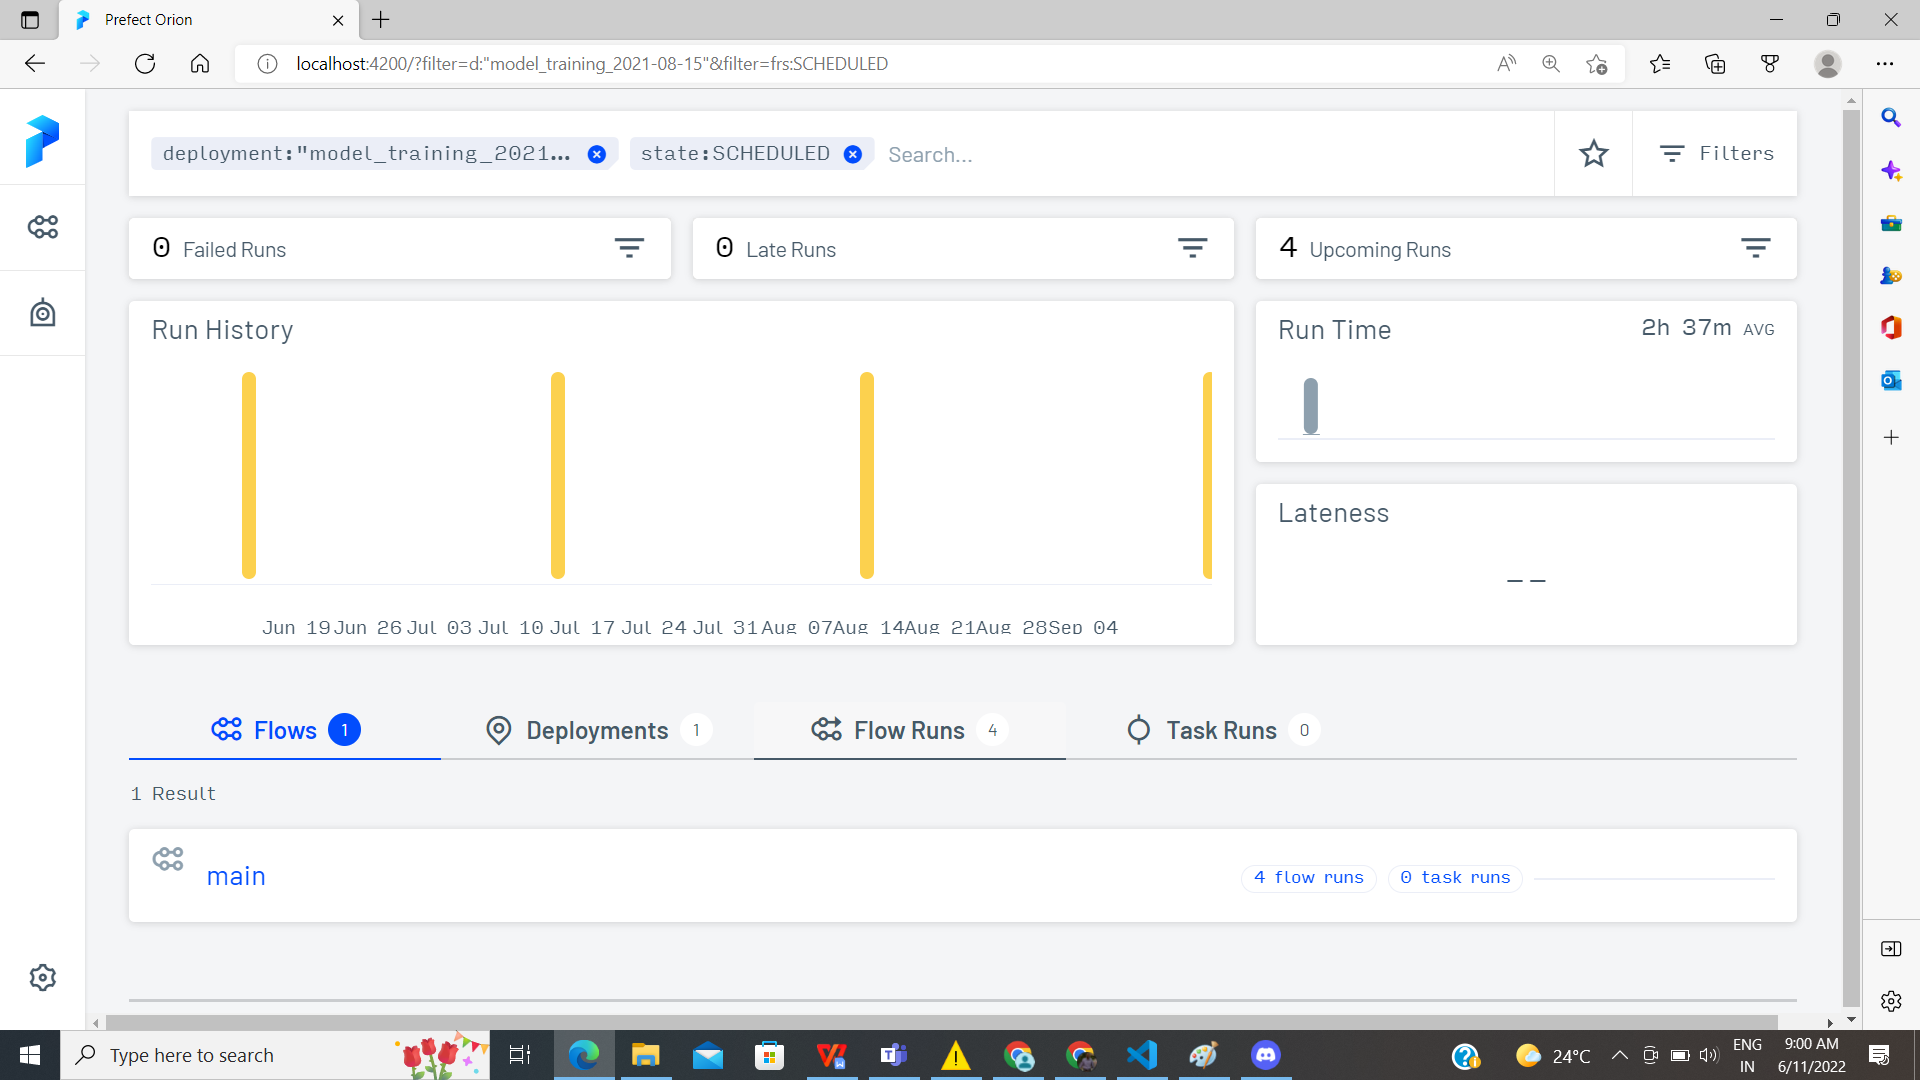 Prefect Orion
localhost:4200/?filter=d:"model_training_2021-08-15"&filter=frs:SCHEDULED
deployment:"model_training_2021... state:SCHEDULED Search... Filters
0 Failed Runs 0 Late Runs 4 Upcoming Runs
Run History
Run Time 2h 37m AVG
Lateness
--
Jun 19 Jun 26 Jul 03 Jul 10 Jul 17 Jul 24 Jul 31 Aug 07 Aug 14 Aug 21 Aug 28 Sep 04
Flows 1 Deployments 1 Flow Runs 4 Task Runs 0
1 Result
main 4 flow runs 0 task runs
Type here to search
24°C
ENG
IN
9:00 AM
6/11/2022